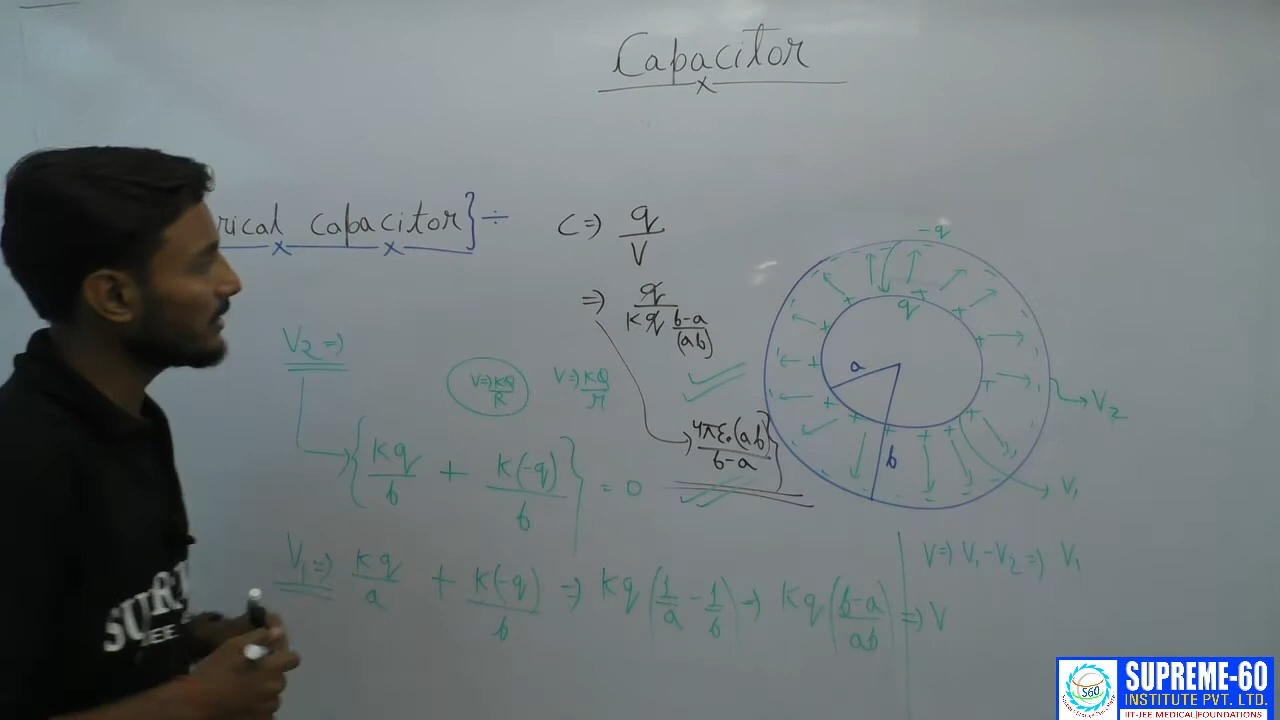 Capacitor
rical capacitor} ÷
C ⇒ q/V
⇒ q/(Kq (b-a)/(ab))
4πε₀(ab)/(b-a)
-q
q
a
b
V₂
V₁
V₂ ⇒
V ⇒ KQ/R
V ⇒ KQ/r
{Kq/b + K(-q)/b} = 0
V₁ ⇒ Kq/a + K(-q)/b ⇒ Kq(1/a - 1/b) → Kq((b-a)/ab) ⇒ V
V ⇒ V₁ - V₂ ⇒ V₁
SUPREME-60
INSTITUTE PVT. LTD.
IIT-JEE MEDICAL|FOUNDATIONS
S60